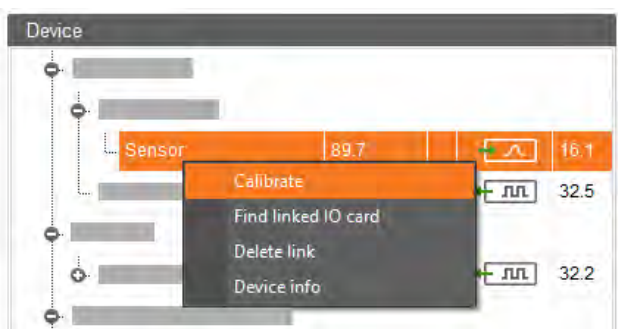 Device
Sensor 89.7 16.1
Calibrate
32.5
Find linked IO card
Delete link
Device info
32.2